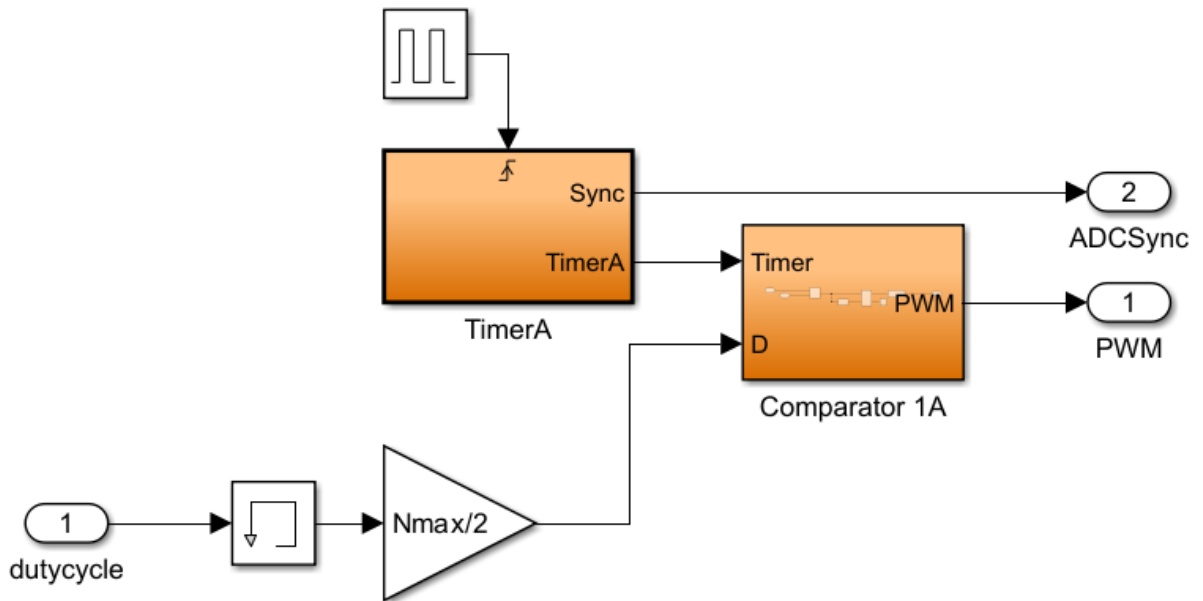 Sync
TimerA
TimerA
2
ADCSync
Timer
PWM
D
Comparator 1A
1
PWM
1
dutycycle
Nmax/2